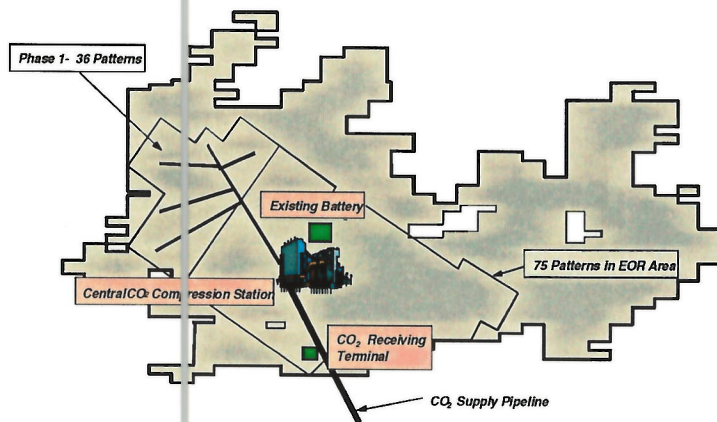 Phase 1- 36 Patterns
Existing Battery
75 Patterns in EOR Area
CentralCO₂ Compression Station
CO₂ Receiving
Terminal
CO₂ Supply Pipeline